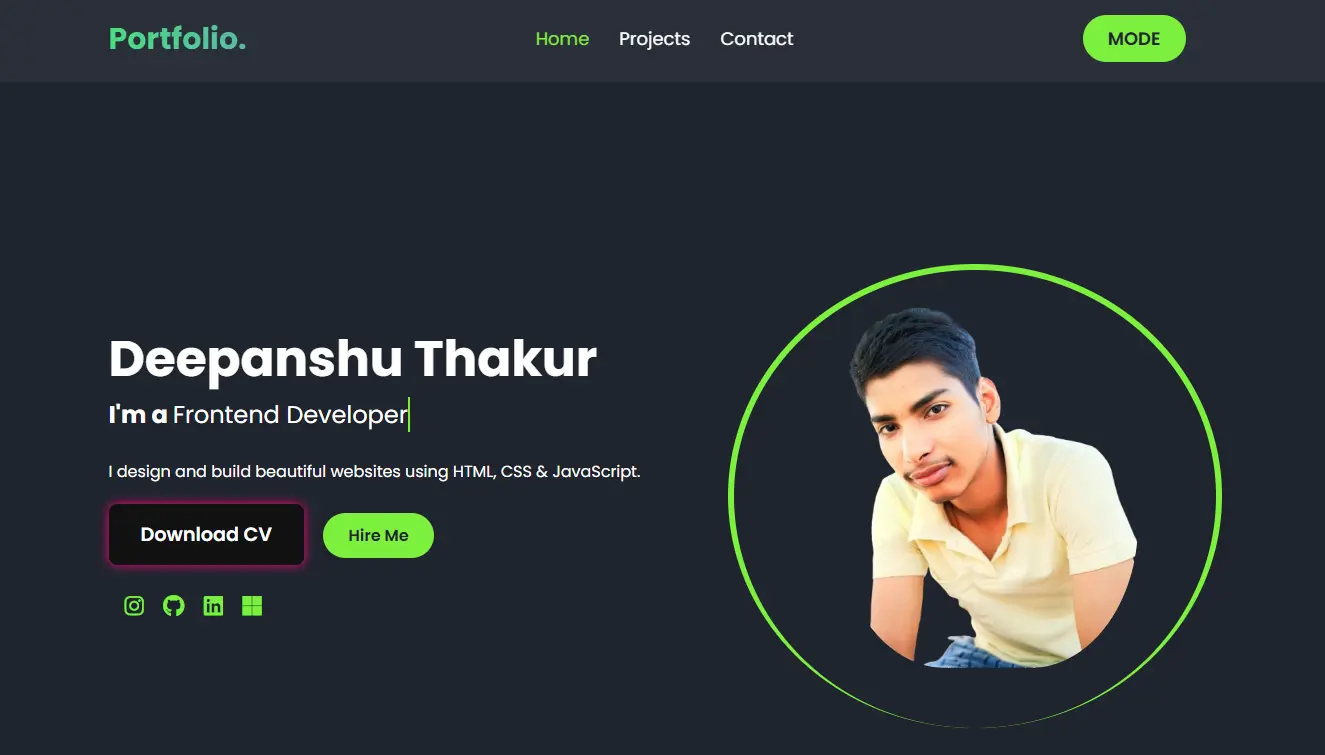 Portfolio.
Home Projects Contact
MODE
Deepanshu Thakur
I'm a Frontend Developer
I design and build beautiful websites using HTML, CSS & JavaScript.
Download CV
Hire Me